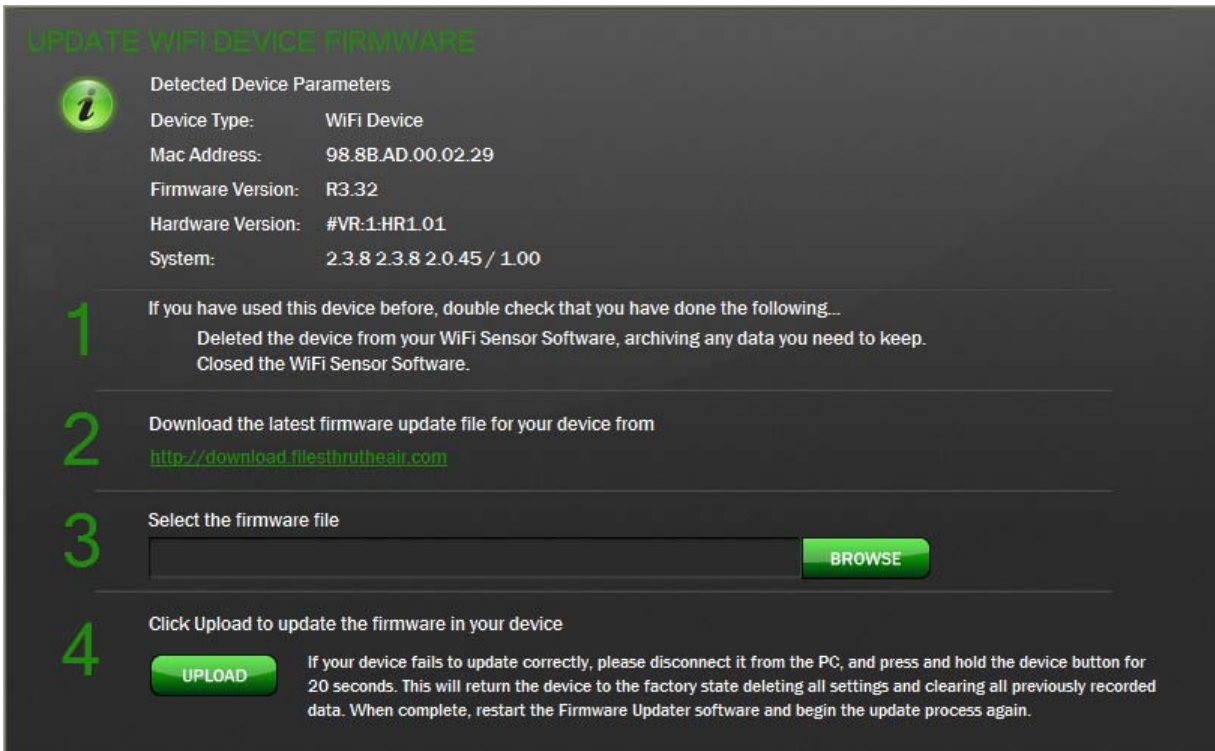 UPDATE WIFI DEVICE FIRMWARE
i
Detected Device Parameters
Device Type: WiFi Device
Mac Address: 98.8B.AD.00.02.29
Firmware Version: R3.32
Hardware Version: #VR:1:HR1.01
System: 2.3.8 2.3.8 2.0.45 / 1.00
1
If you have used this device before, double check that you have done the following...
Deleted the device from your WiFi Sensor Software, archiving any data you need to keep.
Closed the WiFi Sensor Software.
2
Download the latest firmware update file for your device from
http://download.filesthrutheair.com
3
Select the firmware file
BROWSE
4
Click Upload to update the firmware in your device
UPLOAD
If your device fails to update correctly, please disconnect it from the PC, and press and hold the device button for
20 seconds. This will return the device to the factory state deleting all settings and clearing all previously recorded
data. When complete, restart the Firmware Updater software and begin the update process again.